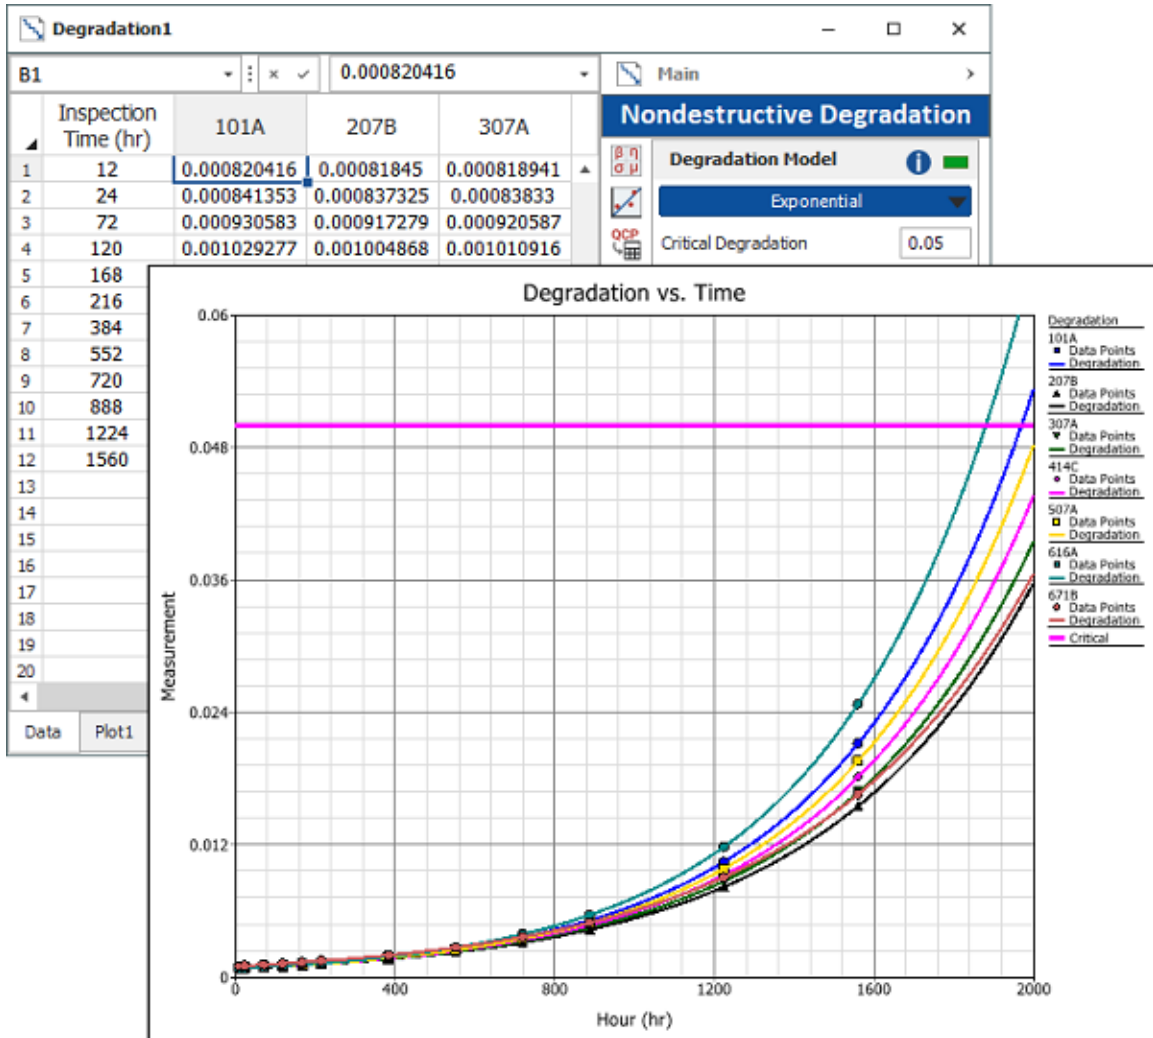 Degradation1
B1 0.000820416 Main
Nondestructive Degradation
Inspection Time (hr) 101A 207B 307A
βη σμ Degradation Model
1 12 0.000820416 0.00081845 0.000818941
2 24 0.000841353 0.000837325 0.00083833
Exponential
3 72 0.000930583 0.000917279 0.000920587
4 120 0.001029277 0.001004868 0.001010916
QCP Critical Degradation 0.05
5 168
6 216
7 384
8 552
9 720
10 888
11 1224
12 1560
13
14
15
16
17
18
19
20
Data Plot1
Degradation vs. Time
Measurement
0.06
0.048
0.036
0.024
0.012
0
0 400 800 1200 1600 2000
Hour (hr)
Degradation
101A
Data Points
Degradation
207B
Data Points
Degradation
307A
Data Points
Degradation
414C
Data Points
Degradation
507A
Data Points
Degradation
616A
Data Points
Degradation
671B
Data Points
Degradation
Critical